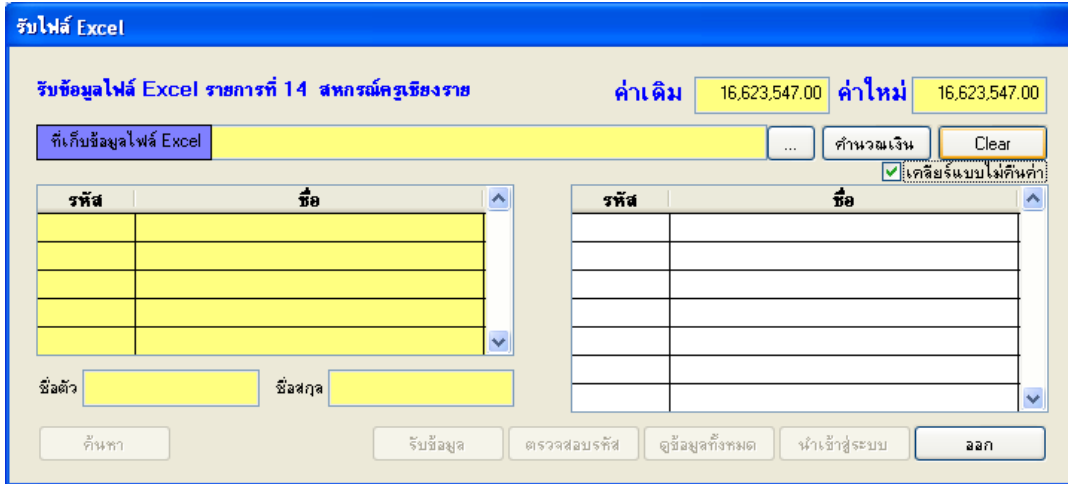 รับไฟล์ Excel
รับข้อมูลไฟล์ Excel รายการที่ 14 สหกรณ์ครูเชียงราย ค่าเดิม 16,623,547.00 ค่าใหม่ 16,623,547.00
ที่เก็บข้อมูลไฟล์ Excel ... คำนวณเงิน Clear
เคลียร์แบบไม่คืนค่า
รหัส ชื่อ รหัส ชื่อ
ชื่อตัว ชื่อสกุล
ค้นหา รับข้อมูล ตรวจสอบรหัส ดูข้อมูลทั้งหมด นำเข้าสู่ระบบ ออก